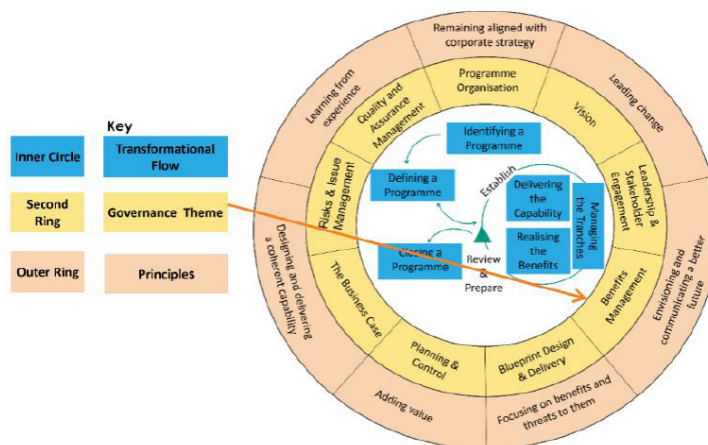 Key
Inner Circle
Transformational
Flow
Second
Ring
Governance Theme
Outer Ring
Principles
Remaining aligned with
corporate strategy
Leading change
Envisioning and
communicating a better
future
Focusing on benefits and
threats to them
Adding value
Designing and delivering
a coherent capability
Learning from
experience
Programme
Organisation
Vision
Leadership &
Stakeholder
Engagement
Benefits
Management
Blueprint Design
& Delivery
Planning &
Control
The Business Case
Risks & Issue
Management
Quality and
Assurance
Management
Identifying a
Programme
Defining a
Programme
Establish
Delivering
the Capability
Managing
the Tranches
Realising
the Benefits
Closing a
Programme
Review
&
Prepare